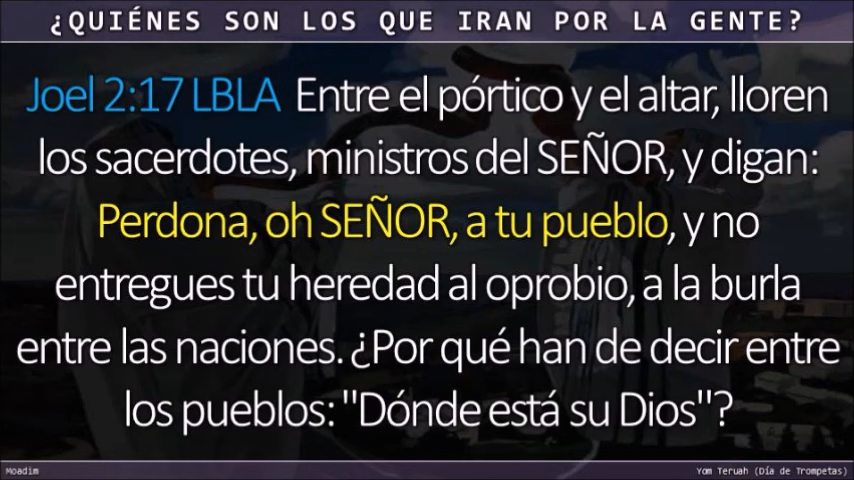 ¿QUIÉNES SON LOS QUE IRAN POR LA GENTE?
Joel 2:17 LBLA Entre el pórtico y el altar, lloren
los sacerdotes, ministros del SEÑOR, y digan:
Perdona, oh SEÑOR, a tu pueblo, y no
entregues tu heredad al oprobio, a la burla
entre las naciones. ¿Por qué han de decir entre
los pueblos: "Dónde está su Dios"?
Moadim
Yom Teruah (Día de Trompetas)